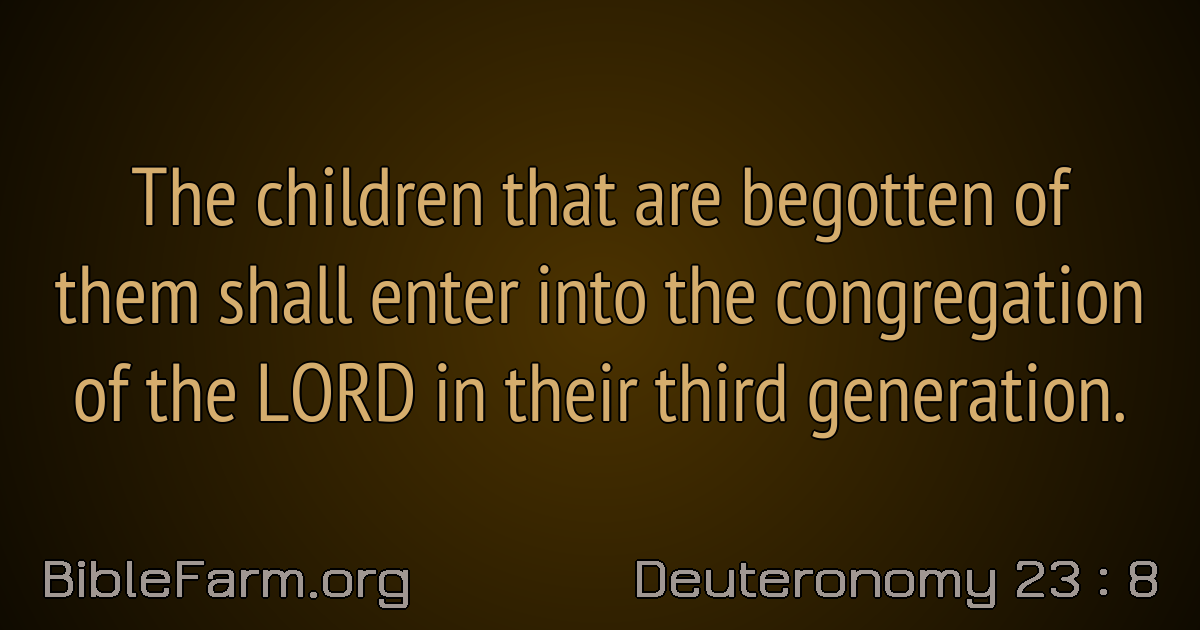 The children that are begotten of
them shall enter into the congregation
of the LORD in their third generation.
BibleFarm.org
Deuteronomy 23 : 8